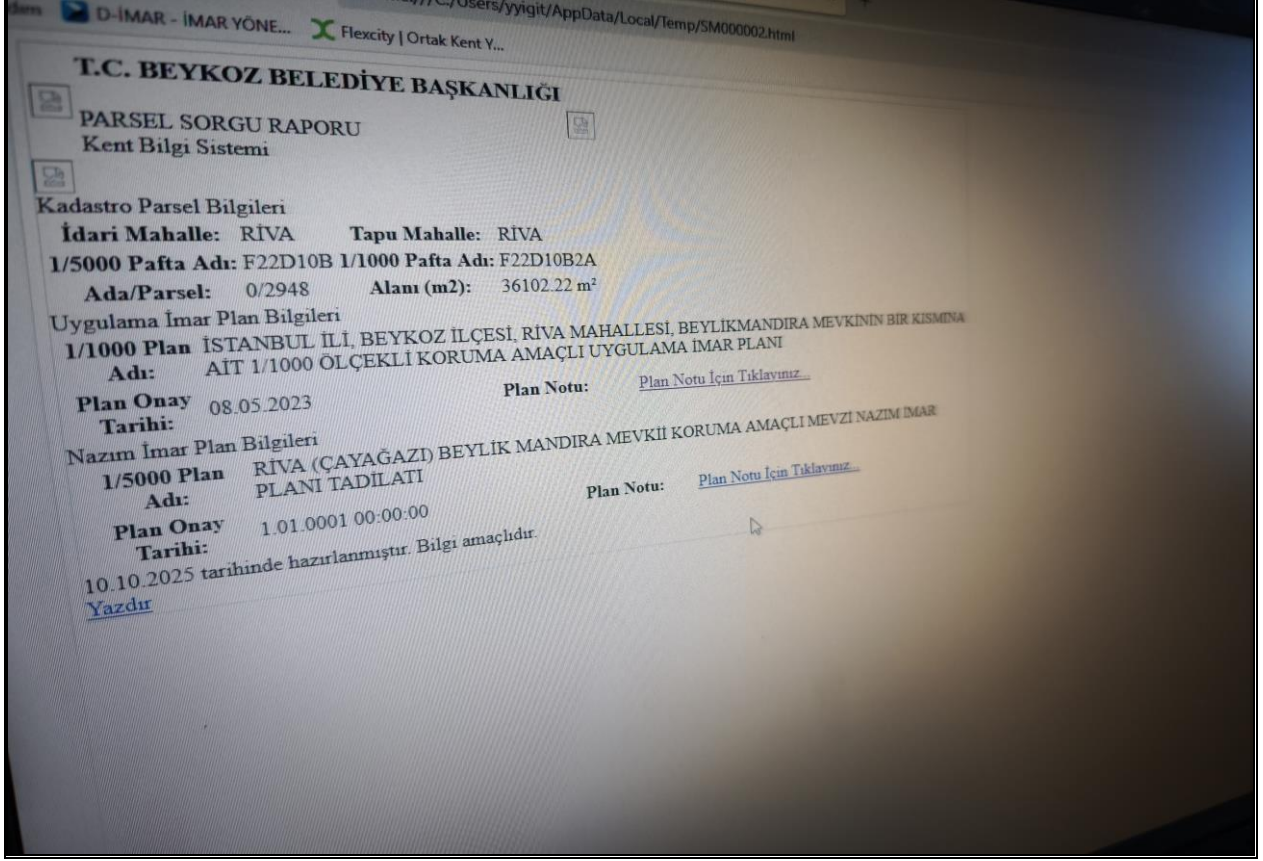 D-İMAR - İMAR YÖNE... Flexcity | Ortak Kent Y...
/Users/yyigit/AppData/Local/Temp/SM000002.html
T.C. BEYKOZ BELEDİYE BAŞKANLIĞI
PARSEL SORGU RAPORU
Kent Bilgi Sistemi
Kadastro Parsel Bilgileri
İdari Mahalle: RİVA Tapu Mahalle: RİVA
1/5000 Pafta Adı: F22D10B 1/1000 Pafta Adı: F22D10B2A
Ada/Parsel: 0/2948 Alanı (m2): 36102.22 m²
Uygulama İmar Plan Bilgileri
1/1000 Plan Adı: İSTANBUL İLİ, BEYKOZ İLÇESİ, RİVA MAHALLESİ, BEYLİKMANDIRA MEVKİNİN BİR KISMINA
AİT 1/1000 ÖLÇEKLİ KORUMA AMAÇLI UYGULAMA İMAR PLANI
Plan Onay Tarihi: 08.05.2023 Plan Notu: Plan Notu İçin Tıklayınız...
Nazım İmar Plan Bilgileri
1/5000 Plan Adı: RİVA (ÇAYAĞAZI) BEYLİK MANDIRA MEVKİİ KORUMA AMAÇLI MEVZİ NAZIM İMAR
PLANI TADİLATI
Plan Onay Tarihi: 1.01.0001 00:00:00 Plan Notu: Plan Notu İçin Tıklayınız...
10.10.2025 tarihinde hazırlanmıştır. Bilgi amaçlıdır.
Yazdır